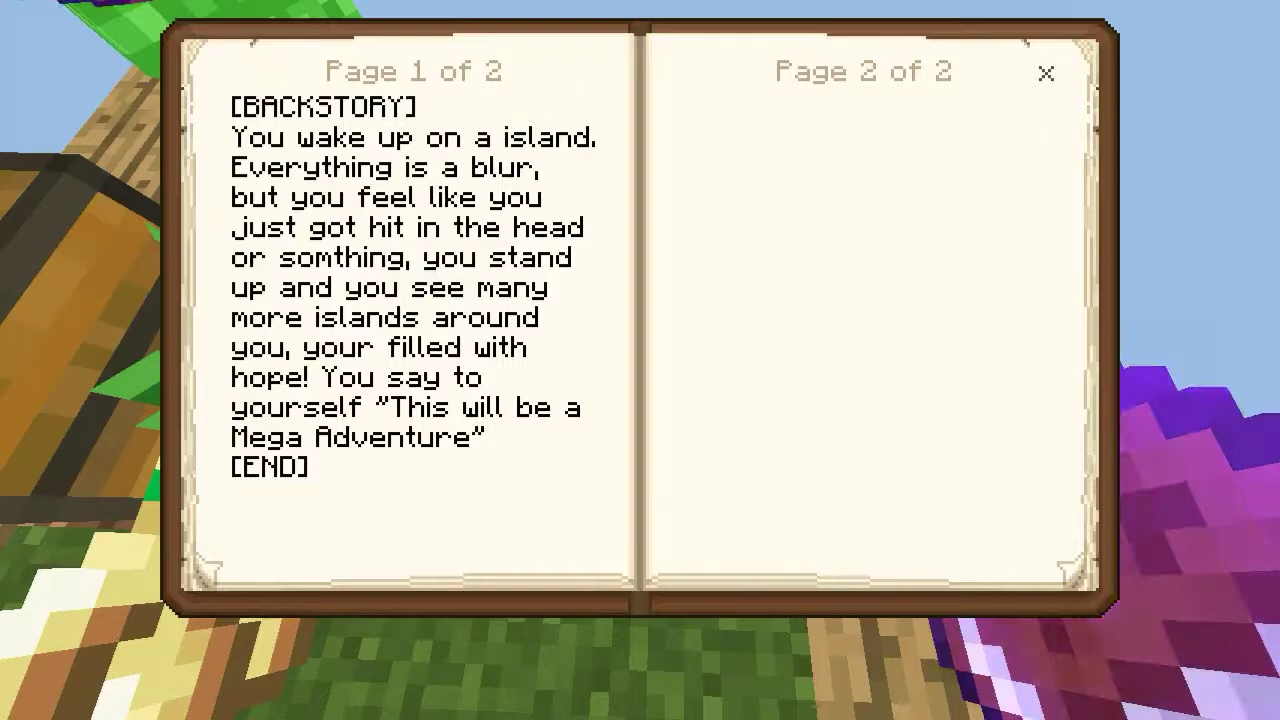 Page 1 of 2
[BACKSTORY]
You wake up on a island.
Everything is a blur,
but you feel like you
just got hit in the head
or somthing, you stand
up and you see many
more islands around
you, your filled with
hope! You say to
yourself "This will be a
Mega Adventure"
[END]
Page 2 of 2
x